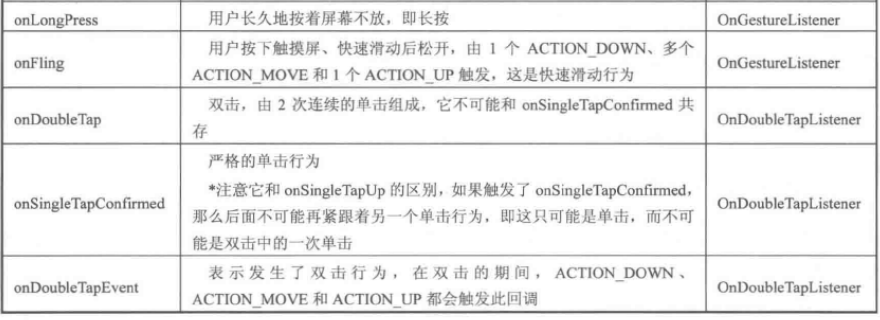 onLongPress
用户长久地按着屏幕不放，即长按
OnGestureListener
onFling
用户按下触摸屏、快速滑动后松开，由 1 个 ACTION_DOWN、多个
ACTION_MOVE 和 1 个 ACTION_UP 触发，这是快速滑动行为
OnGestureListener
onDoubleTap
双击，由 2 次连续的单击组成，它不可能和 onSingleTapConfirmed 共
存
OnDoubleTapListener
onSingleTapConfirmed
严格的单击行为
*注意它和 onSingleTapUp 的区别，如果触发了 onSingleTapConfirmed，
那么后面不可能再紧跟着另一个单击行为，即这只可能是单击，而不可
能是双击中的一次单击
OnDoubleTapListener
onDoubleTapEvent
表示发生了双击行为，在双击的期间，ACTION_DOWN、
ACTION_MOVE 和 ACTION_UP 都会触发此回调
OnDoubleTapListener